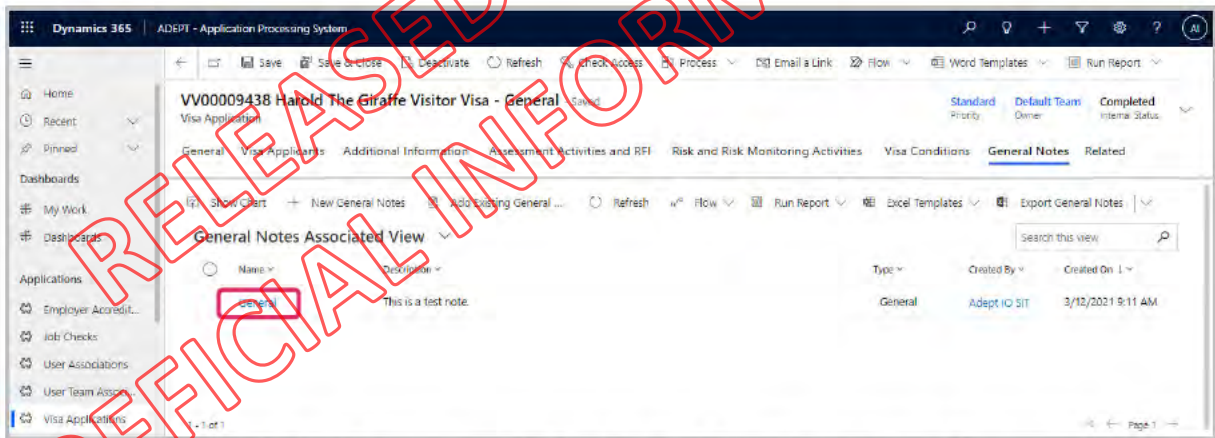 Dynamics 365 ADEPT - Application Processing System AI
Save Save & Close Deactivate Refresh Check Access Process Email a Link Flow Word Templates Run Report
Home
Recent
Pinned
Dashboards
My Work
Dashboards
Applications
Employer Accredit...
Job Checks
User Associations
User Team Associ...
Visa Applications
VV00009438 Harold The Giraffe Visitor Visa - General - Saved
Visa Application
Standard Default Team Completed
Priority Owner Internal Status
General Visa Applicants Additional Information Assessment Activities and RFI Risk and Risk Monitoring Activities Visa Conditions General Notes Related
Show Chart New General Notes Add Existing General ... Refresh Flow Run Report Excel Templates Export General Notes
General Notes Associated View Search this view
Name Description Type Created By Created On
General This is a test note. General Adept IO SIT 3/12/2021 9:11 AM
1 - 1 of 1 Page 1
RELEASED
OFFICIAL INFORM